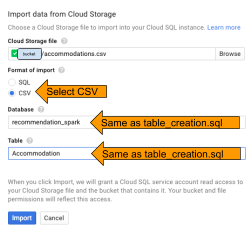 Import data from Cloud Storage
Choose a Cloud Storage file to import into your Cloud SQL instance. Learn more
Cloud Storage file
bucket /accommodations.csv Browse
Format of import
SQL
CSV Select CSV
Database
recommendation_spark Same as table_creation.sql
Table
Accommodation Same as table_creation.sql
When you click Import, we will grant a Cloud SQL service account read access to
your Cloud Storage file and the bucket that contains it. Your bucket and file
permissions will reflect this access.
Import Cancel